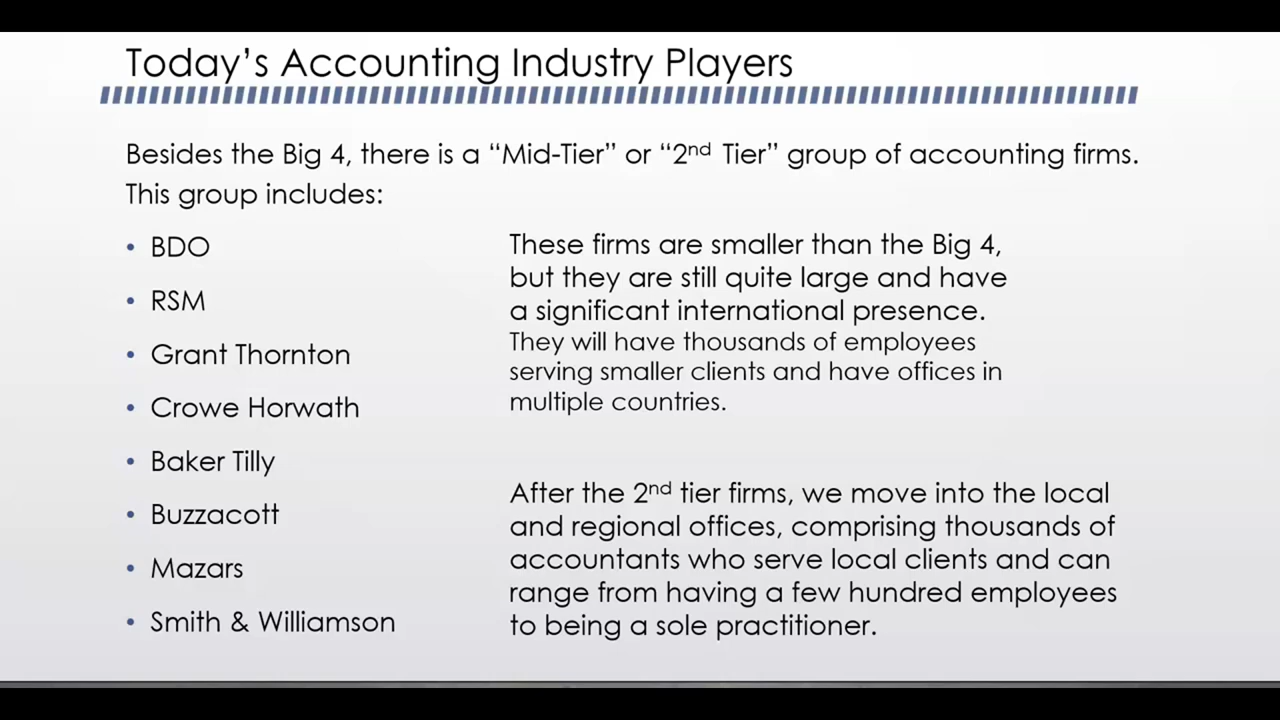 Today’s Accounting Industry Players
Besides the Big 4, there is a “Mid-Tier” or “2nd Tier” group of accounting firms.
This group includes:
• BDO
• RSM
• Grant Thornton
• Crowe Horwath
• Baker Tilly
• Buzzacott
• Mazars
• Smith & Williamson
These firms are smaller than the Big 4,
but they are still quite large and have
a significant international presence.
They will have thousands of employees
serving smaller clients and have offices in
multiple countries.
After the 2nd tier firms, we move into the local
and regional offices, comprising thousands of
accountants who serve local clients and can
range from having a few hundred employees
to being a sole practitioner.